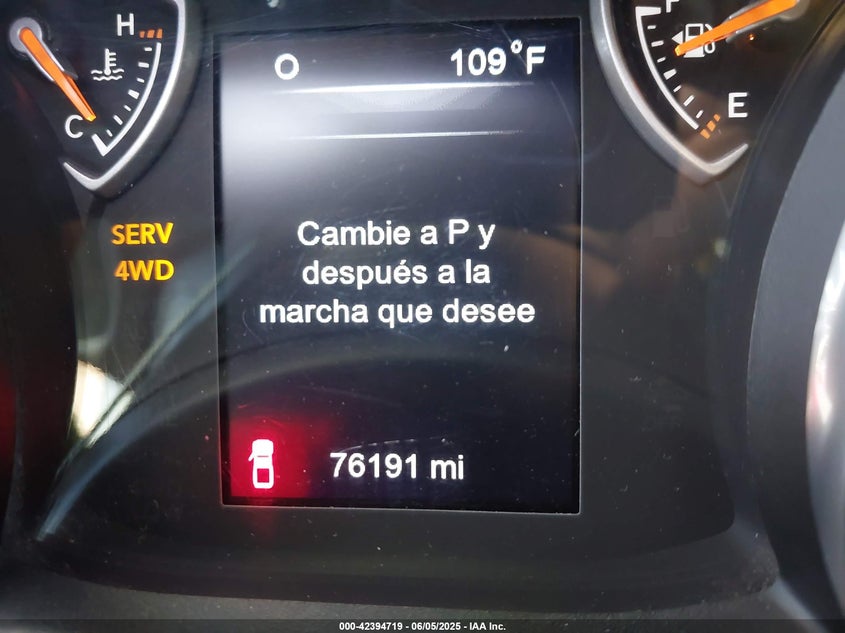 H
C
O 109°F
F
E
SERV
4WD
Cambie a P y
después a la
marcha que desee
76191 mi
000-42394719 - 06/05/2025 - IAA Inc.